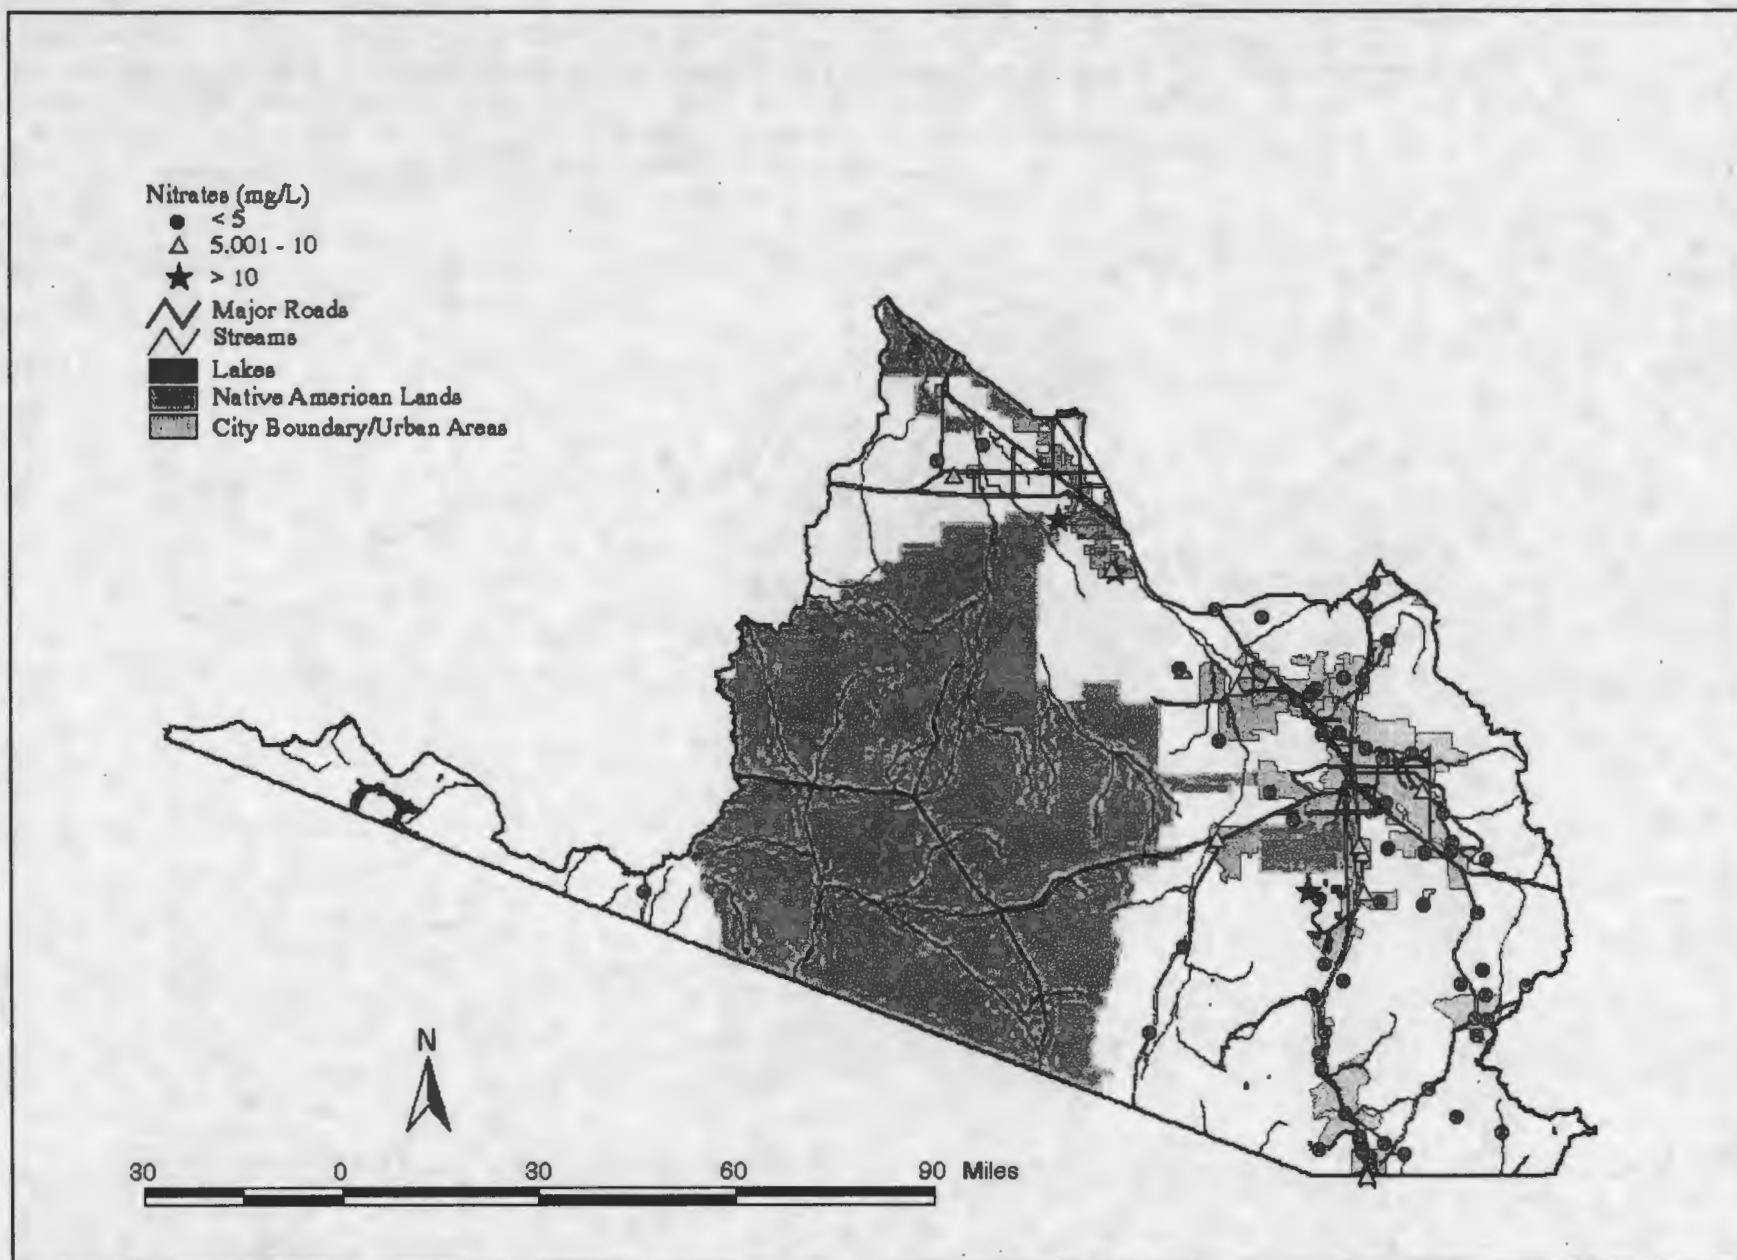 Nitrates (mg/L)
< 5
5.001 - 10
> 10
Major Roads
Streams
Lakes
Native American Lands
City Boundary/Urban Areas
N
30 0 30 60 90 Miles